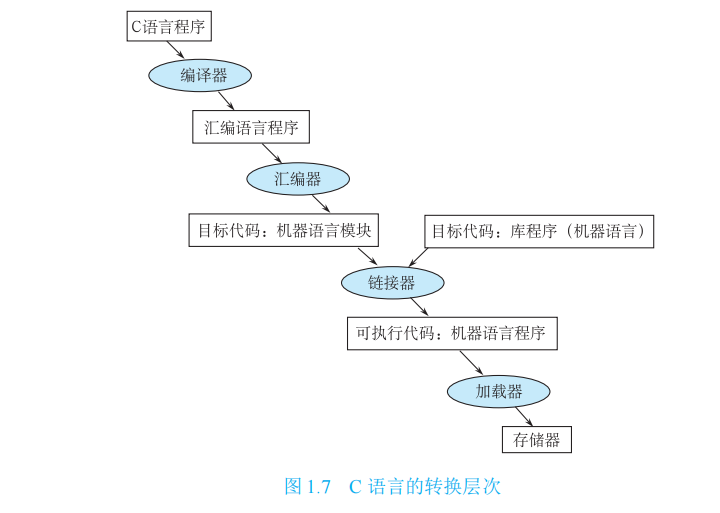 C语言程序
编译器
汇编语言程序
汇编器
目标代码：机器语言模块
目标代码：库程序（机器语言）
链接器
可执行代码：机器语言程序
加载器
存储器
图 1.7 C 语言的转换层次